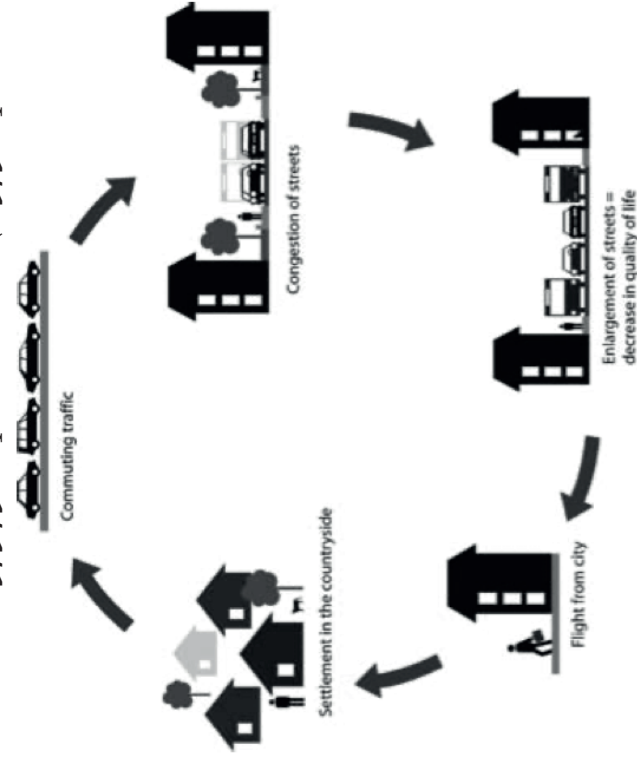 Commuting traffic
Congestion of streets
Enlargement of streets =
decrease in quality of life
Flight from city
Settlement in the countryside